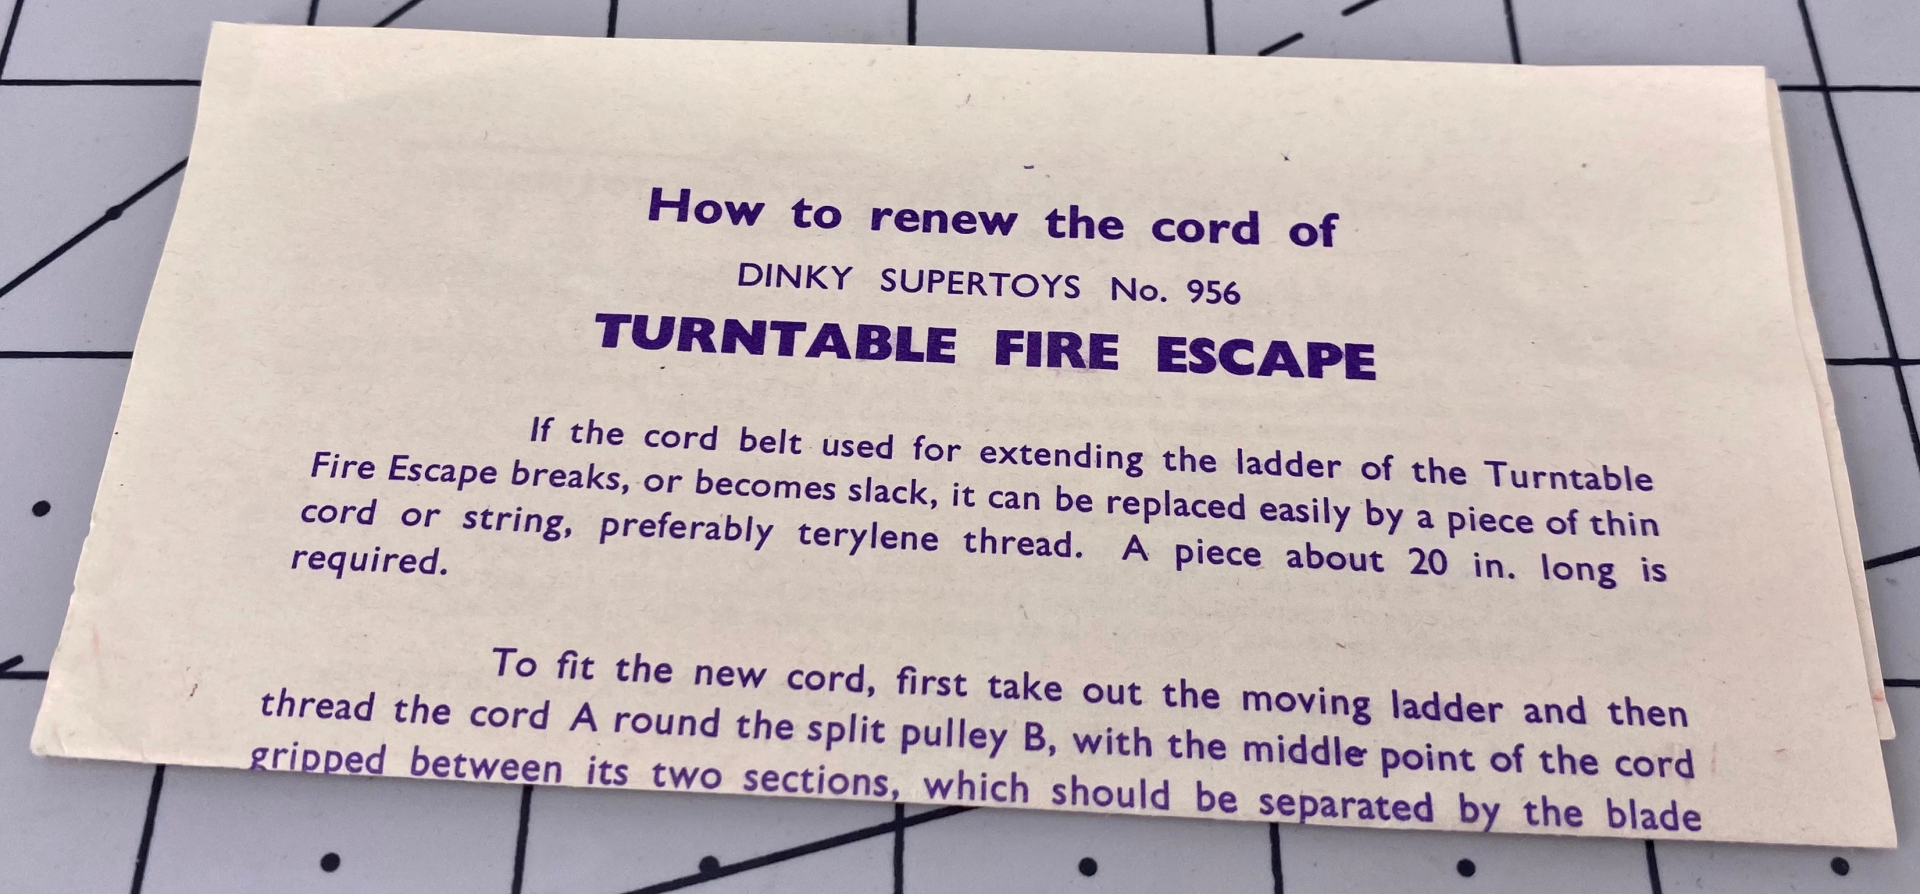 How to renew the cord of
DINKY SUPERTOYS No. 956
TURNTABLE FIRE ESCAPE
If the cord belt used for extending the ladder of the Turntable
Fire Escape breaks, or becomes slack, it can be replaced easily by a piece of thin
cord or string, preferably terylene thread. A piece about 20 in. long is
required.
To fit the new cord, first take out the moving ladder and then
thread the cord A round the split pulley B, with the middle point of the cord
gripped between its two sections, which should be separated by the blade